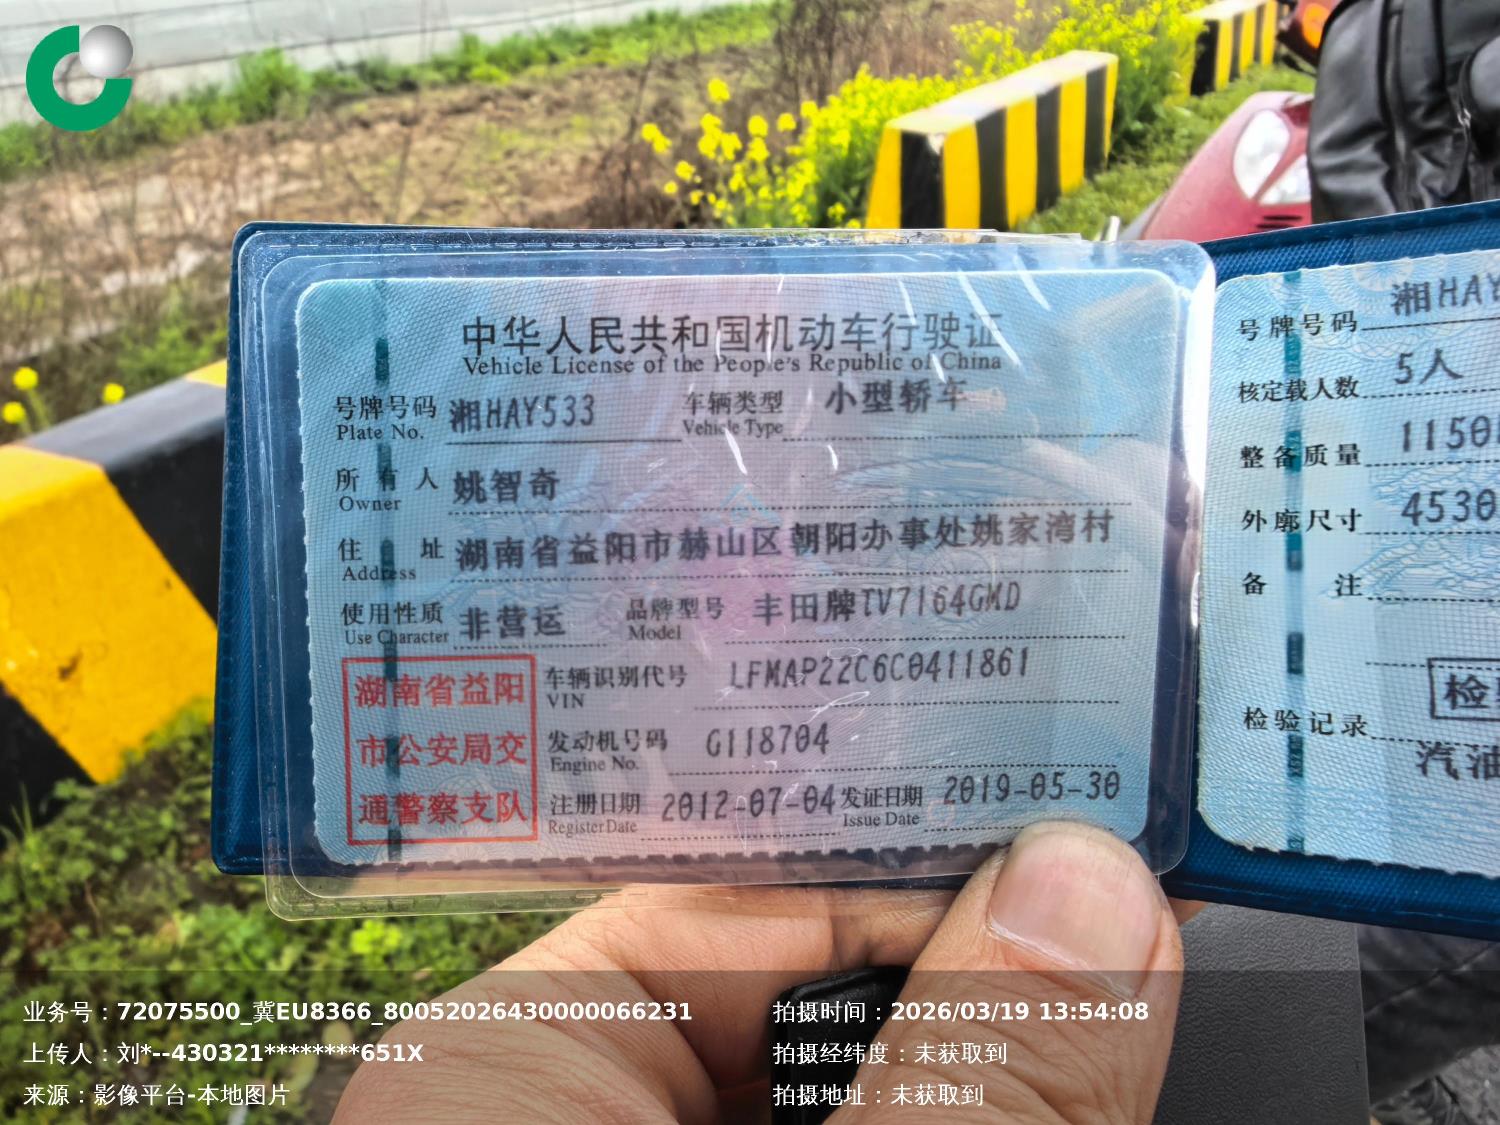 中华人民共和国机动车行驶证
Vehicle License of the People's Republic of China
号牌号码 湘HAY533 车辆类型 小型轿车
Plate No. Vehicle Type
所有人 姚智奇
Owner
住址 湖南省益阳市赫山区朝阳办事处姚家湾村
Address
使用性质 非营运 品牌型号 丰田牌TV7164GMD
Use Character Model
湖南省益阳
市公安局交
通警察支队
车辆识别代号 LFMAP22C6C0411861
VIN
发动机号码 G118704
Engine No.
注册日期 2012-07-04 发证日期 2019-05-30
Register Date Issue Date
号牌号码 湘HAY
核定载人数 5人
整备质量 1150
外廓尺寸 4530
备注
检验记录
汽油
业务号：72075500_冀EU8366_80052026430000066231
上传人：刘*--430321********651X
来源：影像平台-本地图片
拍摄时间：2026/03/19 13:54:08
拍摄经纬度：未获取到
拍摄地址：未获取到